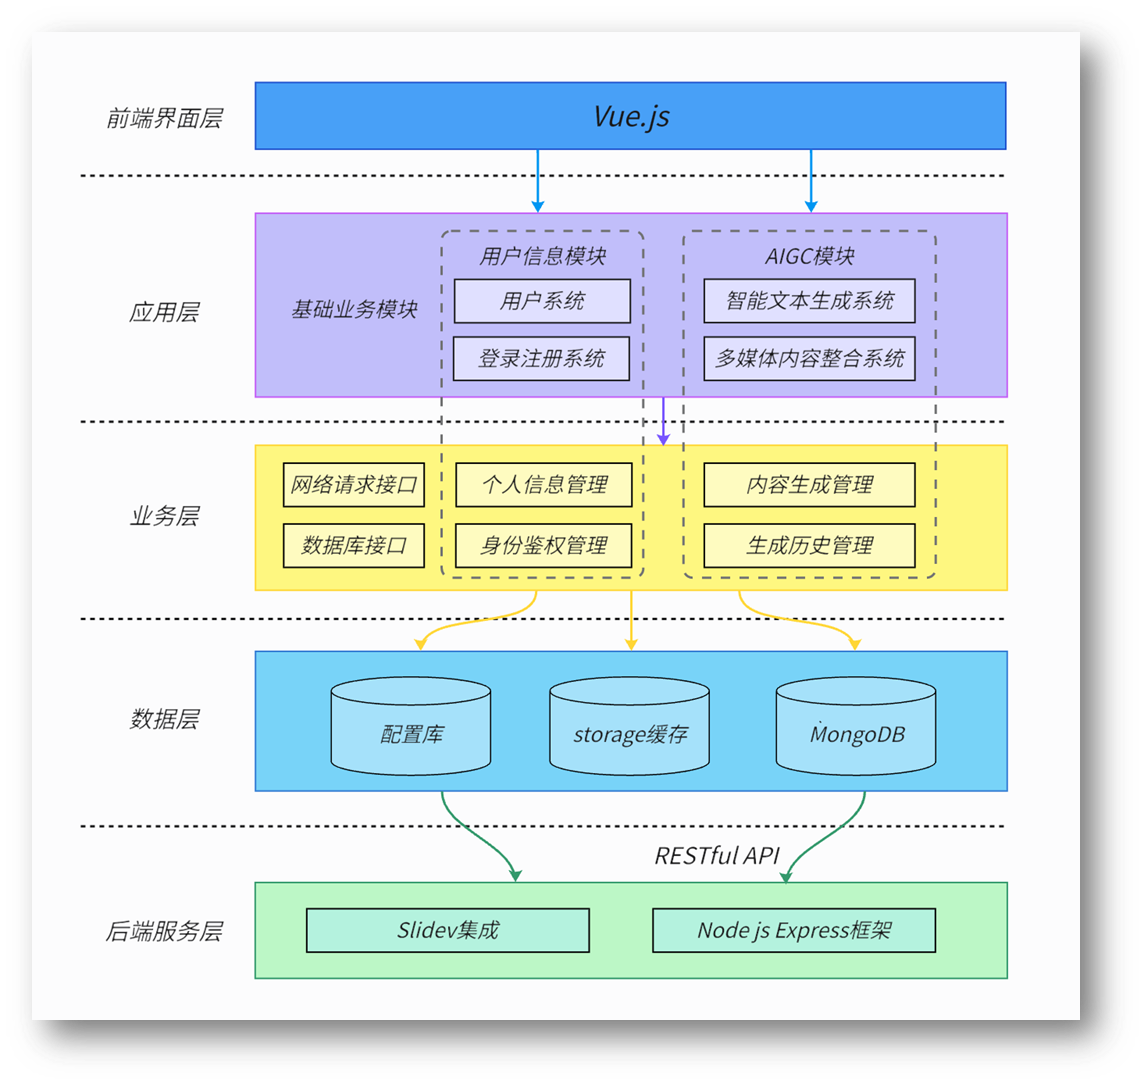 前端界面层
Vue.js
应用层
基础业务模块
用户信息模块
用户系统
登录注册系统
AIGC模块
智能文本生成系统
多媒体内容整合系统
业务层
网络请求接口
数据库接口
个人信息管理
身份鉴权管理
内容生成管理
生成历史管理
数据层
配置库
storage缓存
MongoDB
RESTful API
后端服务层
Slidev集成
Node js Express框架